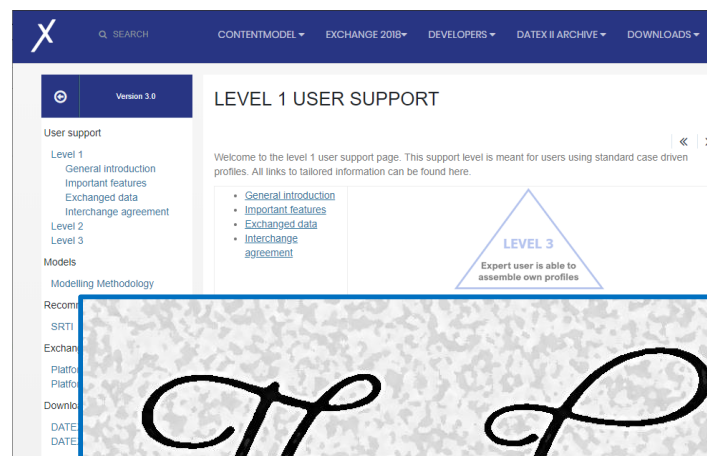 SEARCH
CONTENTMODEL
EXCHANGE 2018
DEVELOPERS
DATEX II ARCHIVE
DOWNLOADS
Version 3.0
User support
Level 1
General introduction
Important features
Exchanged data
Interchange agreement
Level 2
Level 3
Models
Modelling Methodology
SRTI
LEVEL 1 USER SUPPORT
«
Welcome to the level 1 user support page. This support level is meant for users using standard case driven
profiles. All links to tailored information can be found here.
• General introduction
• Important features
• Exchanged data
• Interchange
agreement
LEVEL 3
Expert user is able to
assemble own profiles